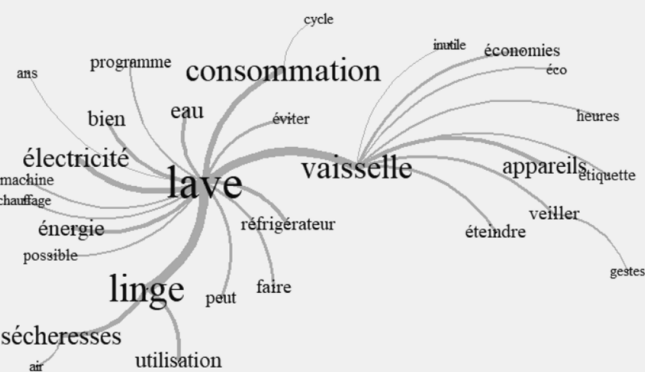 cycle
inutile
économies
programme
éco
consommation
ans
eau
bien
éviter
heures
électricité
vaisselle
appareils
étiquette
machine
lave
chauffage
veiller
énergie
réfrigérateur
éteindre
possible
gestes
linge
faire
peut
sécheresses
utilisation
air